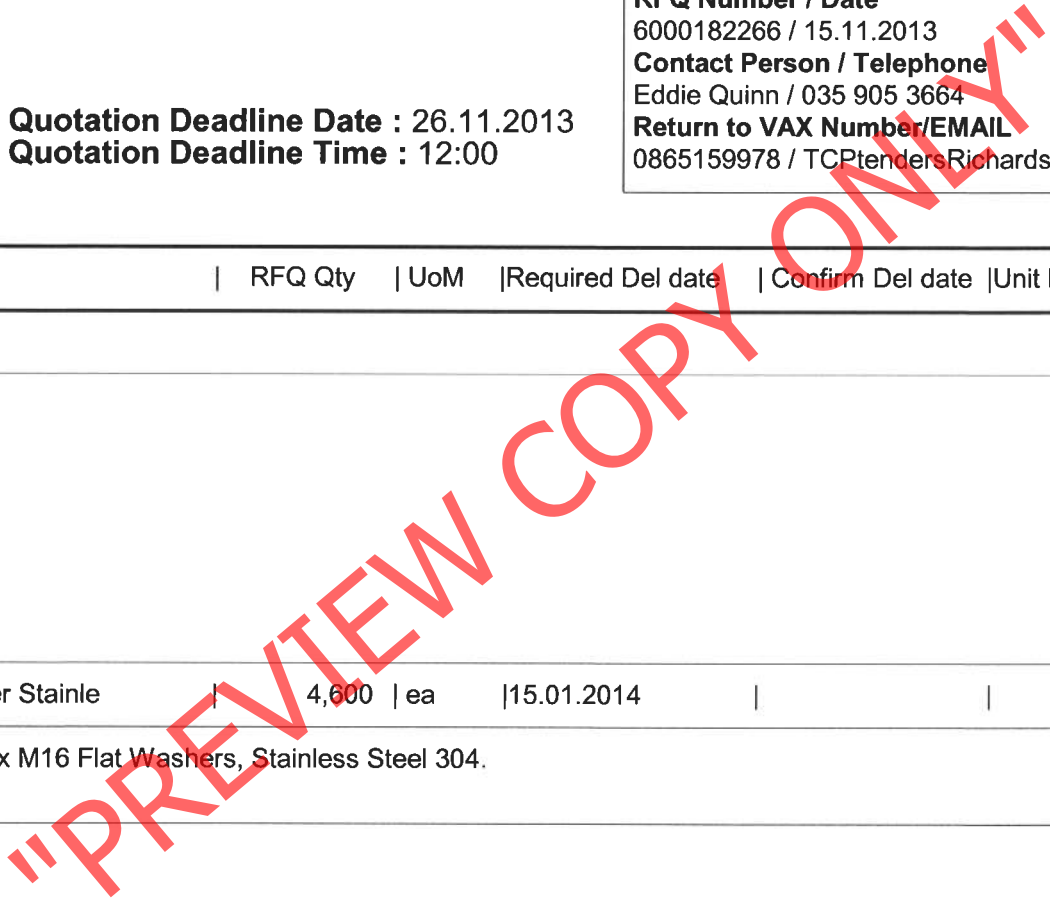 RFQ Number / Date
6000182266 / 15.11.2013
Contact Person / Telephone
Eddie Quinn / 035 905 3664
Quotation Deadline Date : 26.11.2013
Quotation Deadline Time : 12:00
Return to VAX Number/EMAIL
0865159978 / TCPtendersRichards
| RFQ Qty | UoM |Required Del date | Confirm Del date |Unit
er Stainle | 4,600 | ea |15.01.2014 | |
x M16 Flat Washers, Stainless Steel 304.
"PREVIEW COPY ONLY"